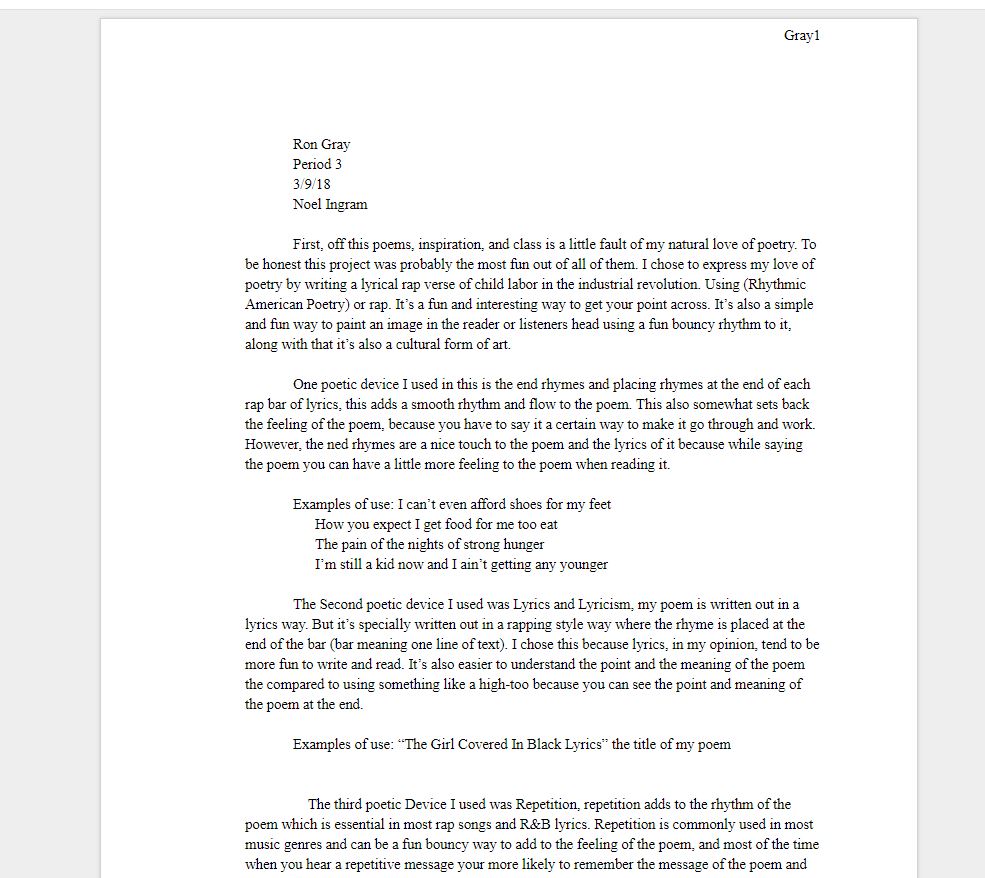 Gray1
Ron Gray
Period 3
3/9/18
Noel Ingram
First, off this poems, inspiration, and class is a little fault of my natural love of poetry. To
be honest this project was probably the most fun out of all of them. I chose to express my love of
poetry by writing a lyrical rap verse of child labor in the industrial revolution. Using (Rhythmic
American Poetry) or rap. It’s a fun and interesting way to get your point across. It’s also a simple
and fun way to paint an image in the reader or listeners head using a fun bouncy rhythm to it,
along with that it’s also a cultural form of art.
One poetic device I used in this is the end rhymes and placing rhymes at the end of each
rap bar of lyrics, this adds a smooth rhythm and flow to the poem. This also somewhat sets back
the feeling of the poem, because you have to say it a certain way to make it go through and work.
However, the ned rhymes are a nice touch to the poem and the lyrics of it because while saying
the poem you can have a little more feeling to the poem when reading it.
Examples of use: I can’t even afford shoes for my feet
How you expect I get food for me too eat
The pain of the nights of strong hunger
I’m still a kid now and I ain’t getting any younger
The Second poetic device I used was Lyrics and Lyricism, my poem is written out in a
lyrics way. But it’s specially written out in a rapping style way where the rhyme is placed at the
end of the bar (bar meaning one line of text). I chose this because lyrics, in my opinion, tend to be
more fun to write and read. It’s also easier to understand the point and the meaning of the poem
the compared to using something like a high-too because you can see the point and meaning of
the poem at the end.
Examples of use: “The Girl Covered In Black Lyrics” the title of my poem
The third poetic Device I used was Repetition, repetition adds to the rhythm of the
poem which is essential in most rap songs and R&B lyrics. Repetition is commonly used in most
music genres and can be a fun bouncy way to add to the feeling of the poem, and most of the time
when you hear a repetitive message your more likely to remember the message of the poem and